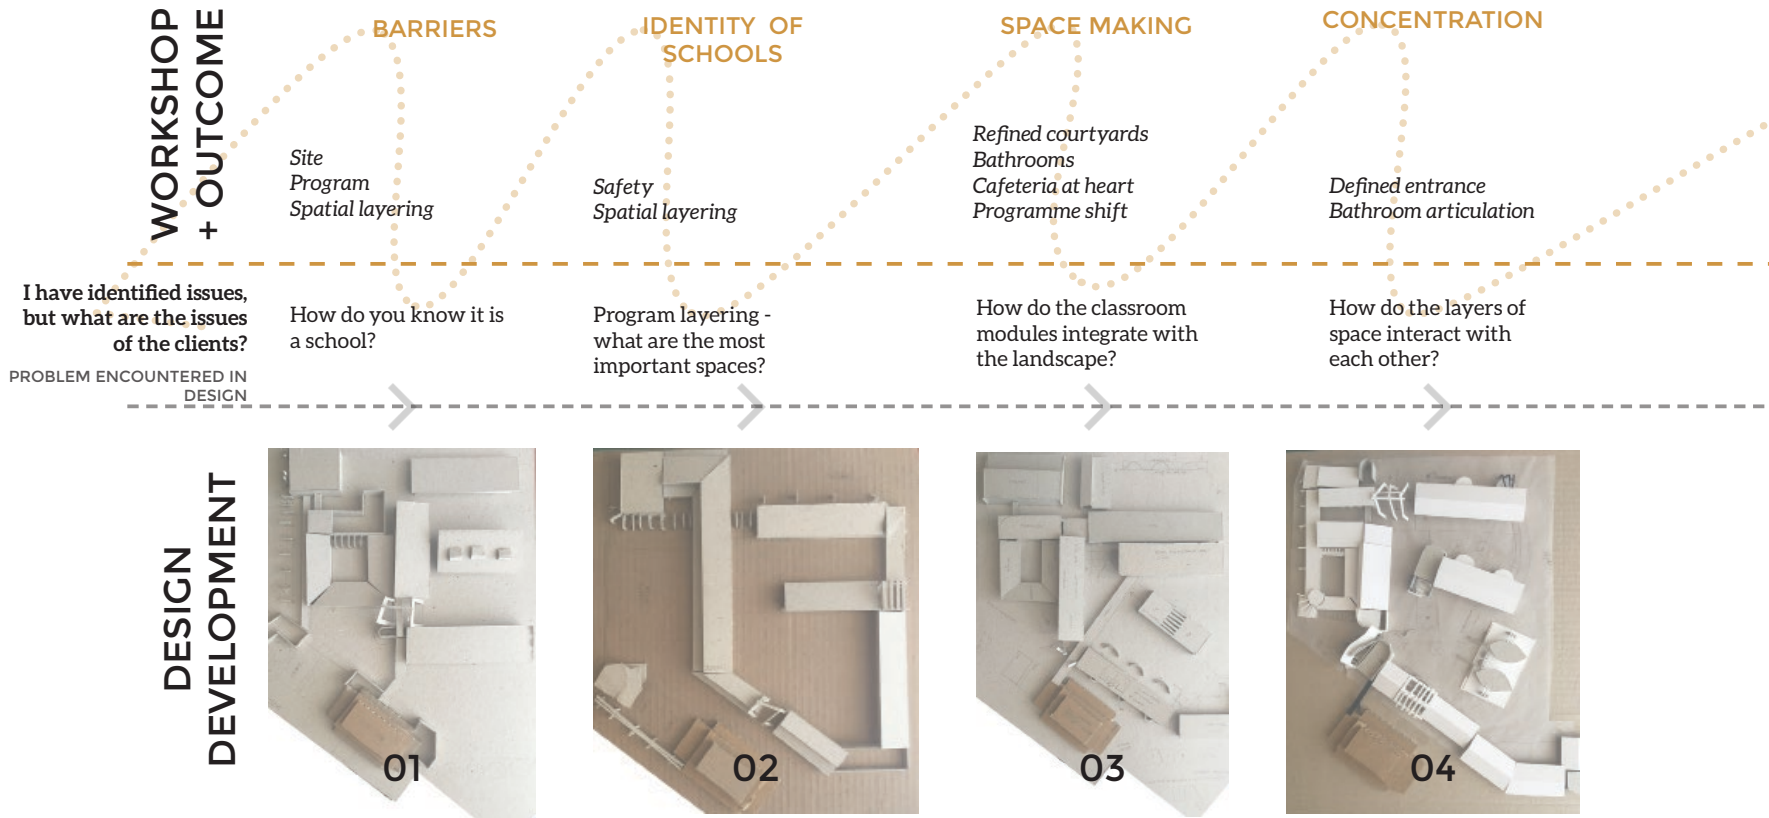 WORKSHOP
+ OUTCOME
BARRIERS
IDENTITY OF
SCHOOLS
SPACE MAKING
CONCENTRATION
Site
Program
Spatial layering
Safety
Spatial layering
Refined courtyards
Bathrooms
Cafeteria at heart
Programme shift
Defined entrance
Bathroom articulation
I have identified issues,
but what are the issues
of the clients?
PROBLEM ENCOUNTERED IN
DESIGN
How do you know it is
a school?
Program layering -
what are the most
important spaces?
How do the classroom
modules integrate with
the landscape?
How do the layers of
space interact with
each other?
DESIGN
DEVELOPMENT
01
02
03
04